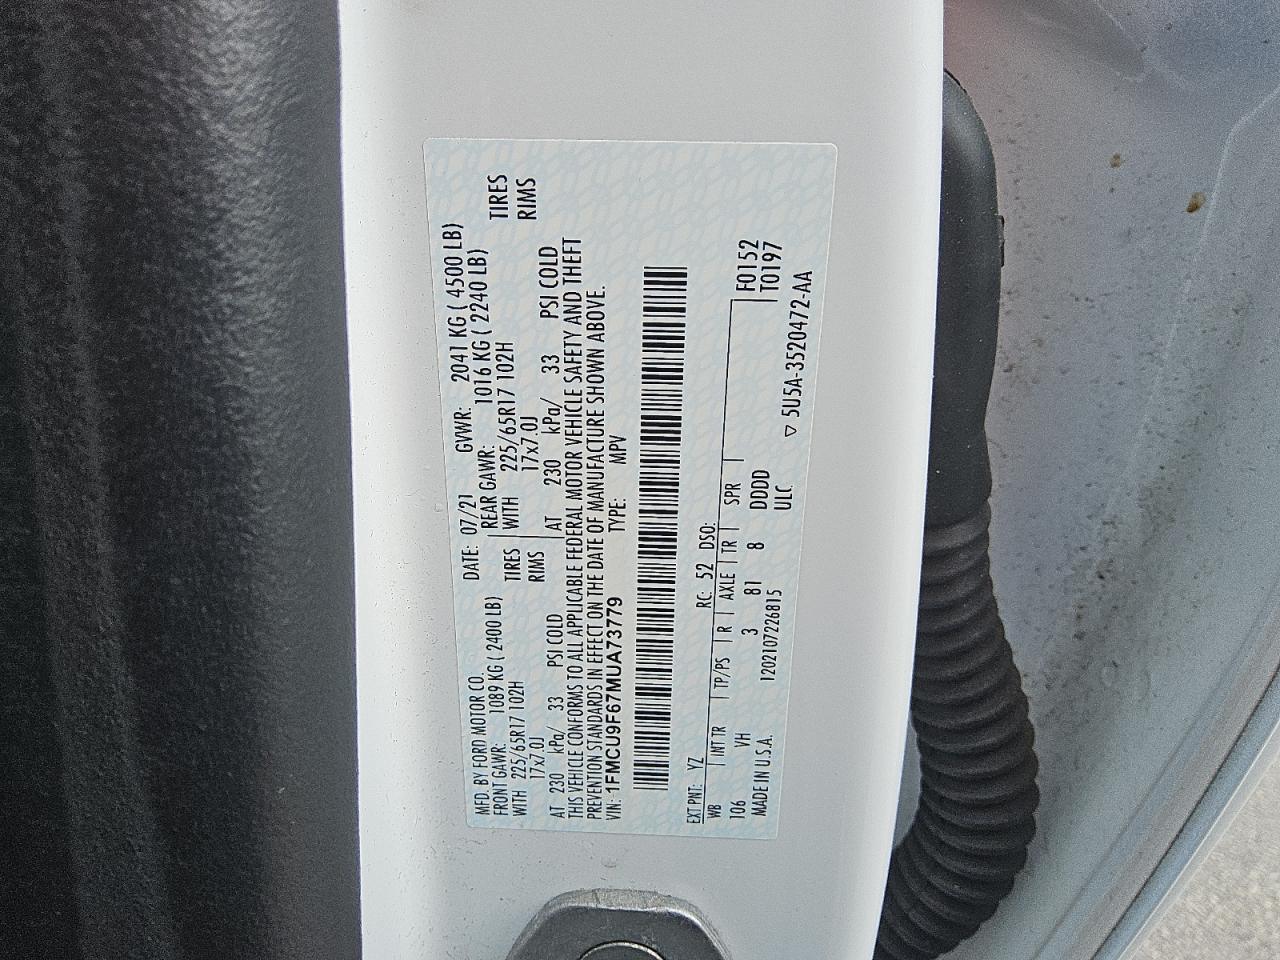 MFD. BY FORD MOTOR CO.
DATE: 07/21 GVWR: 2041 KG ( 4500 LB)
FRONT GAWR: 1089 KG ( 2400 LB)
REAR GAWR: 1016 KG ( 2240 LB)
WITH 225/65R17 102H TIRES
WITH 225/65R17 102H TIRES
17x7.0J RIMS
17x7.0J RIMS
AT 230 kPa/ 33 PSI COLD
AT 230 kPa/ 33 PSI COLD
THIS VEHICLE CONFORMS TO ALL APPLICABLE FEDERAL MOTOR VEHICLE SAFETY AND THEFT
PREVENTION STANDARDS IN EFFECT ON THE DATE OF MANUFACTURE SHOWN ABOVE.
VIN: 1FMCU9F67MUA73779 TYPE: MPV
EXT PNT: YZ RC: 52 DSO:
WB INT TR TP/PS R AXLE TR SPR F0152
106 VH 3 81 8 DDDD T0197
MADE IN U.S.A. 1202107226815 ULC
▽ 5U5A-3520472-AA